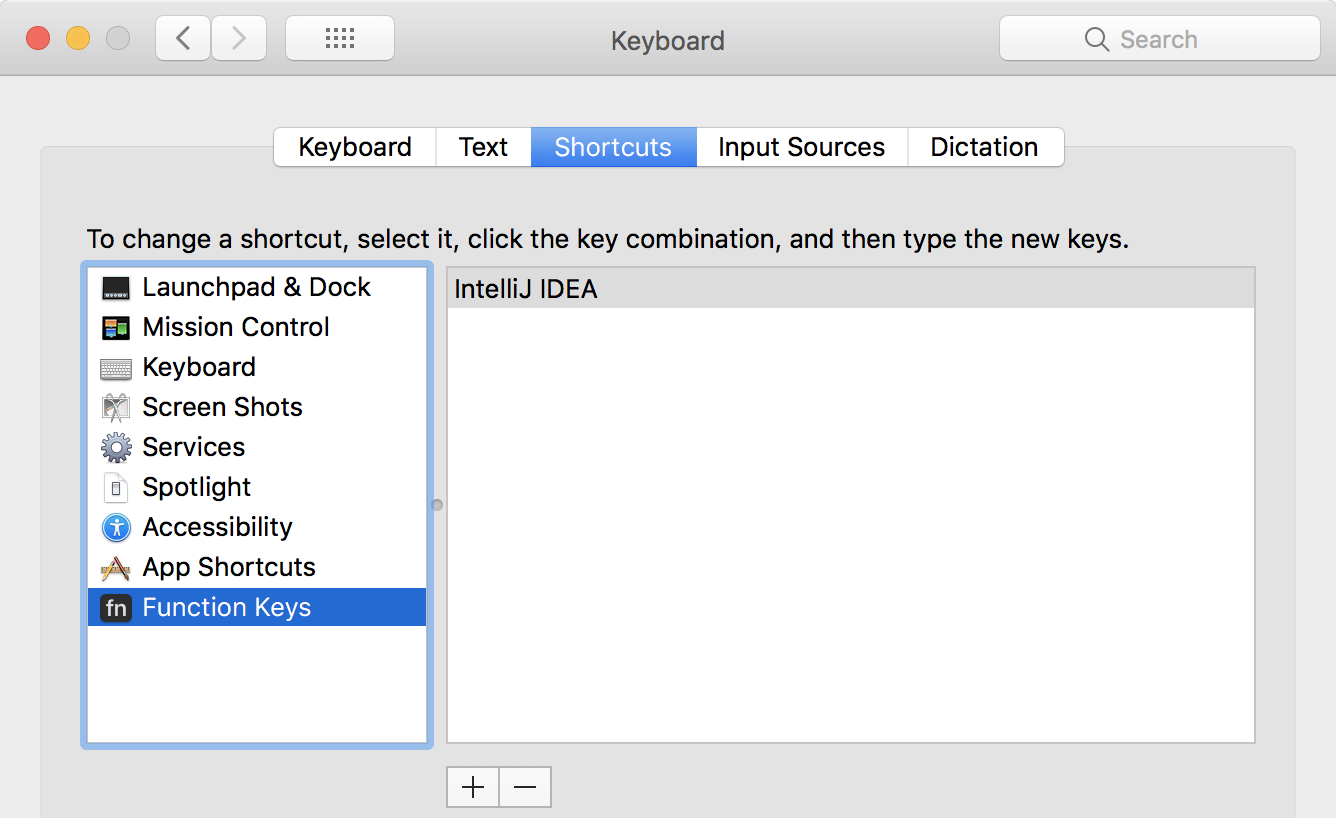 Keyboard
Search
Keyboard Text Shortcuts Input Sources Dictation
To change a shortcut, select it, click the key combination, and then type the new keys.
Launchpad & Dock
Mission Control
Keyboard
Screen Shots
Services
Spotlight
Accessibility
App Shortcuts
fn Function Keys
IntelliJ IDEA